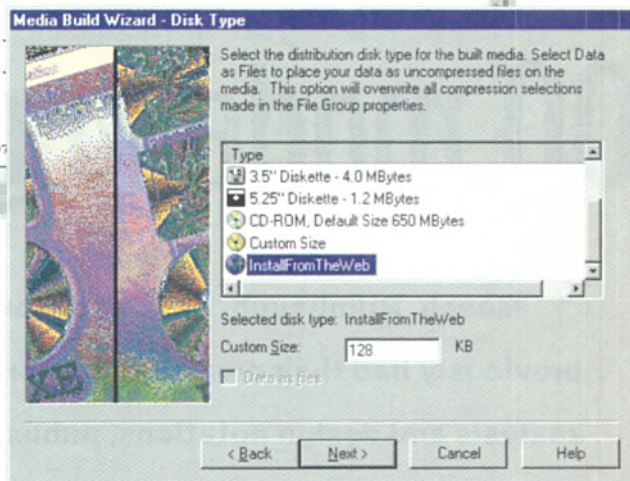 Media Build Wizard - Disk Type
Select the distribution disk type for the built media. Select Data
as Files to place your data as uncompressed files on the
media. This option will overwrite all compression selections
made in the File Group properties.
Type
3.5" Diskette - 4.0 MBytes
5.25" Diskette - 1.2 MBytes
CD-ROM, Default Size 650 MBytes
Custom Size
InstallFromTheWeb
Selected disk type: InstallFromTheWeb
Custom Size: 128 KB
Data as files
XE
< Back Next > Cancel Help